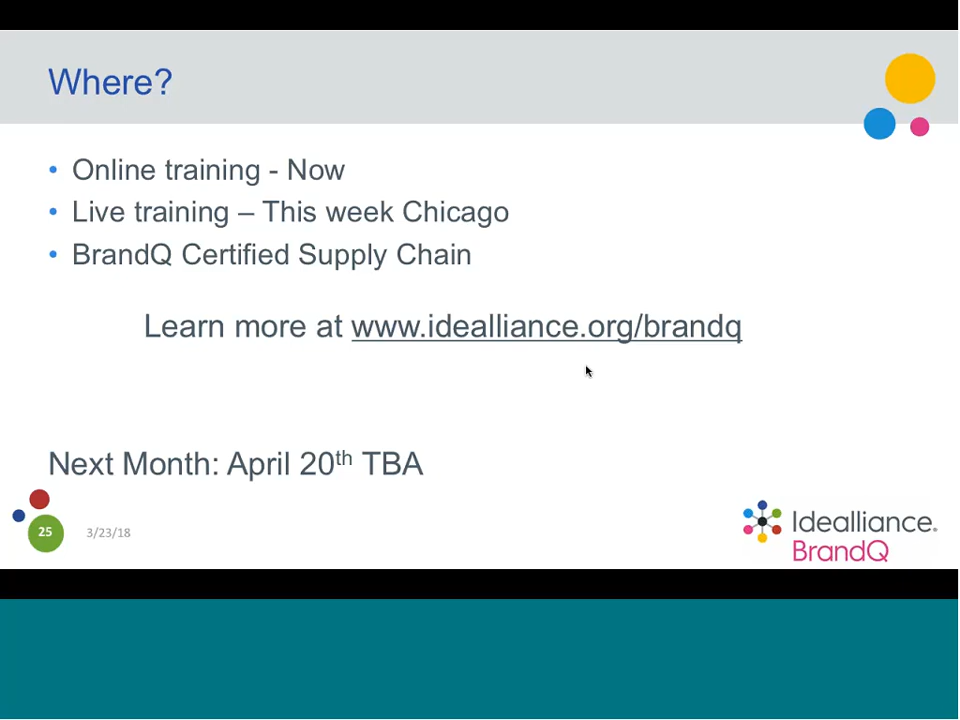 Where?
• Online training - Now
• Live training – This week Chicago
• BrandQ Certified Supply Chain
Learn more at www.idealliance.org/brandq
Next Month: April 20th TBA
25
3/23/18
Idealliance.
BrandQ